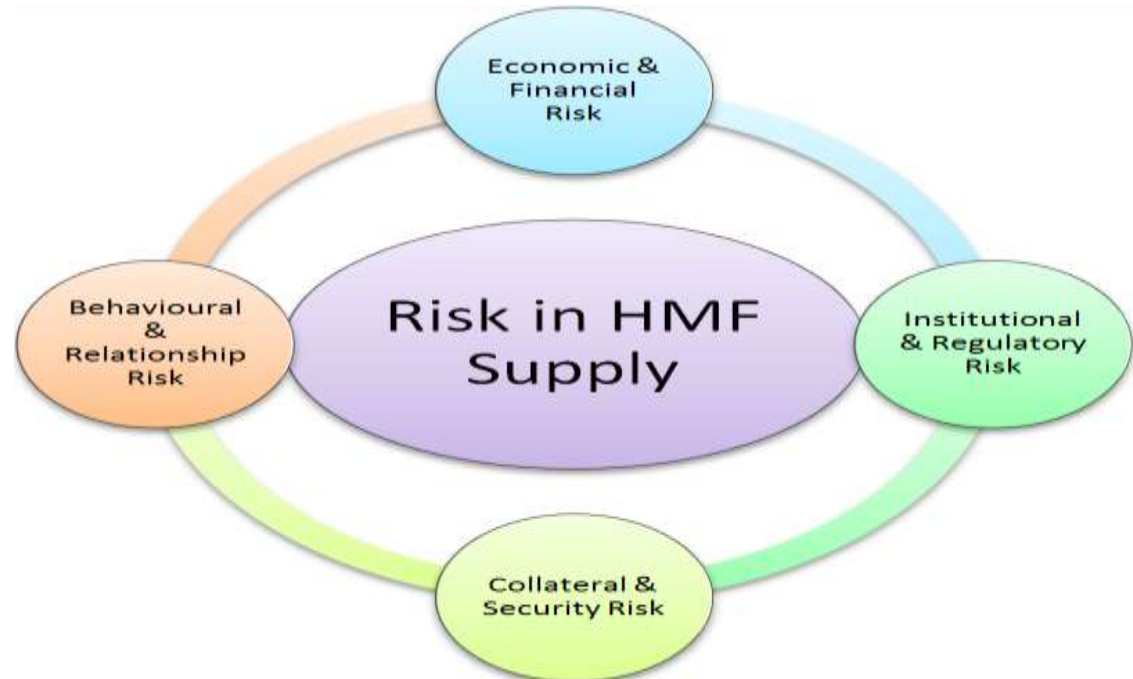 Economic &
Financial
Risk
Behavioural
&
Relationship
Risk
Risk in HMF
Supply
Institutional
& Regulatory
Risk
Collateral &
Security Risk